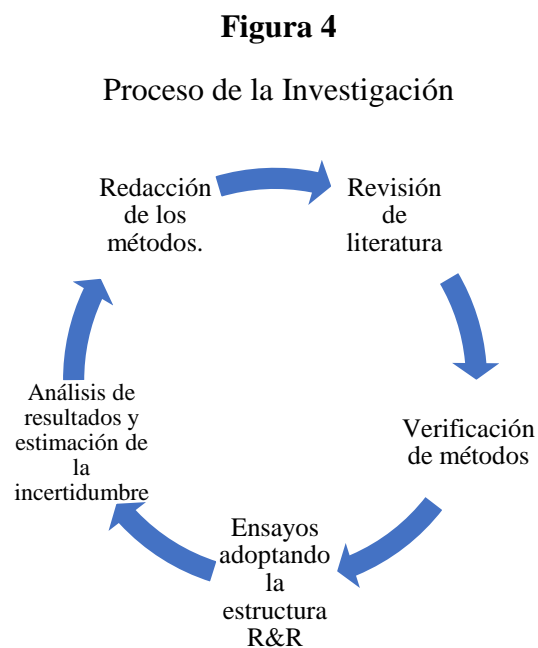 Figura 4
Proceso de la Investigación
Redacción
de los
métodos.
Revisión
de
literatura
Verificación
de métodos
Ensayos
adoptando
la
estructura
R&R
Análisis de
resultados y
estimación de
la
incertidumbre